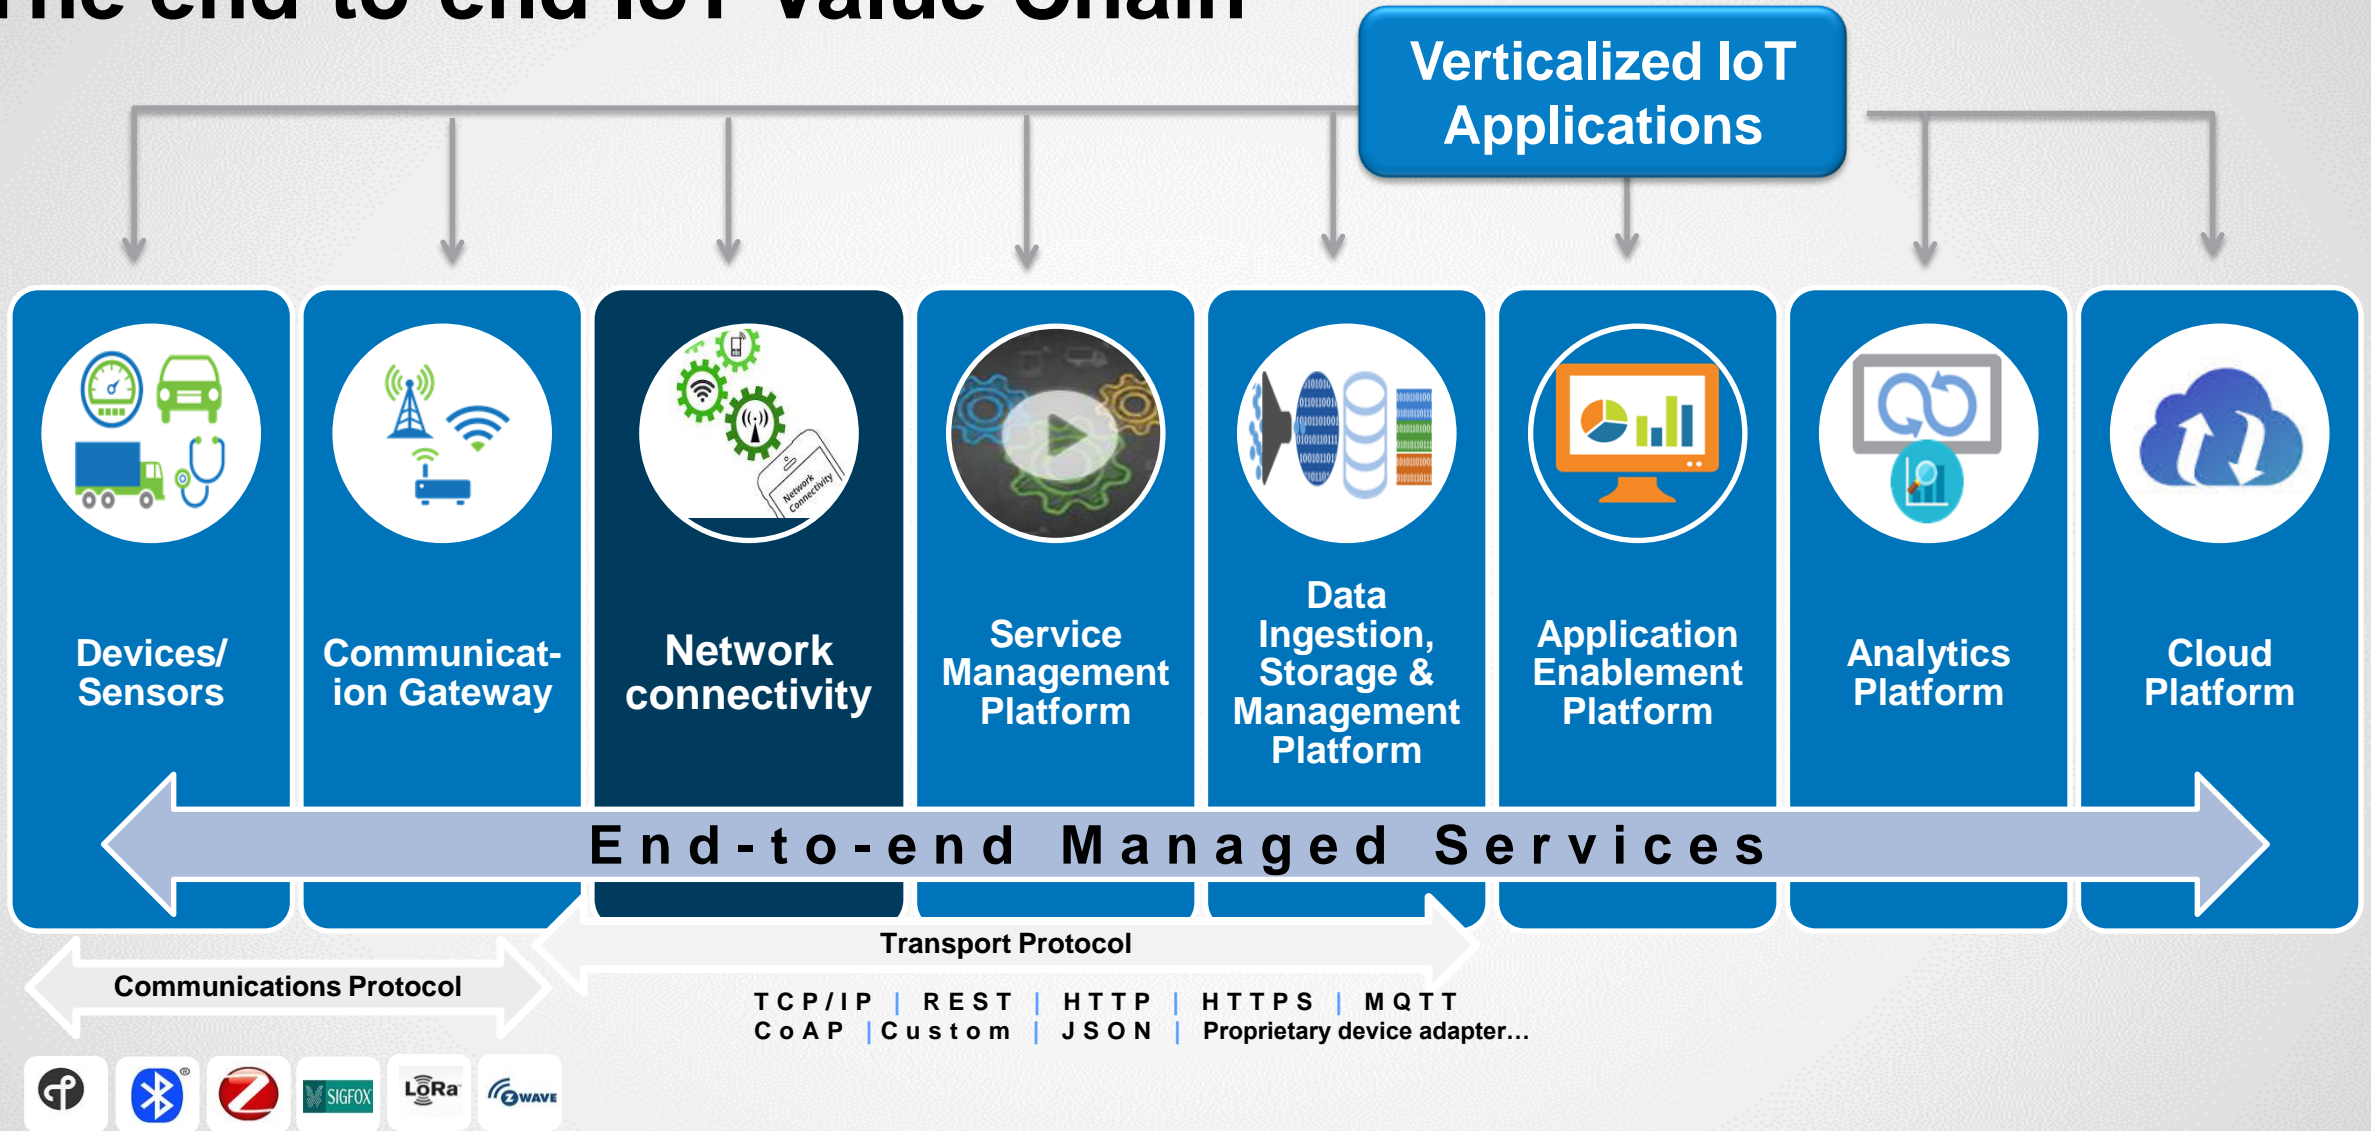 The end-to-end IoT Value Chain
Verticalized IoT
Applications
Network
Connectivity
Devices/
Sensors
Communicat-
ion Gateway
Network
connectivity
Service
Management
Platform
Data
Ingestion,
Storage &
Management
Platform
Application
Enablement
Platform
Analytics
Platform
Cloud
Platform
End-to-end Managed Services
Transport Protocol
Communications Protocol
TCP/IP | REST | HTTP | HTTPS | MQTT
CoAP | Custom | JSON | Proprietary device adapter...
SIGFOX
LoRa
Z WAVE